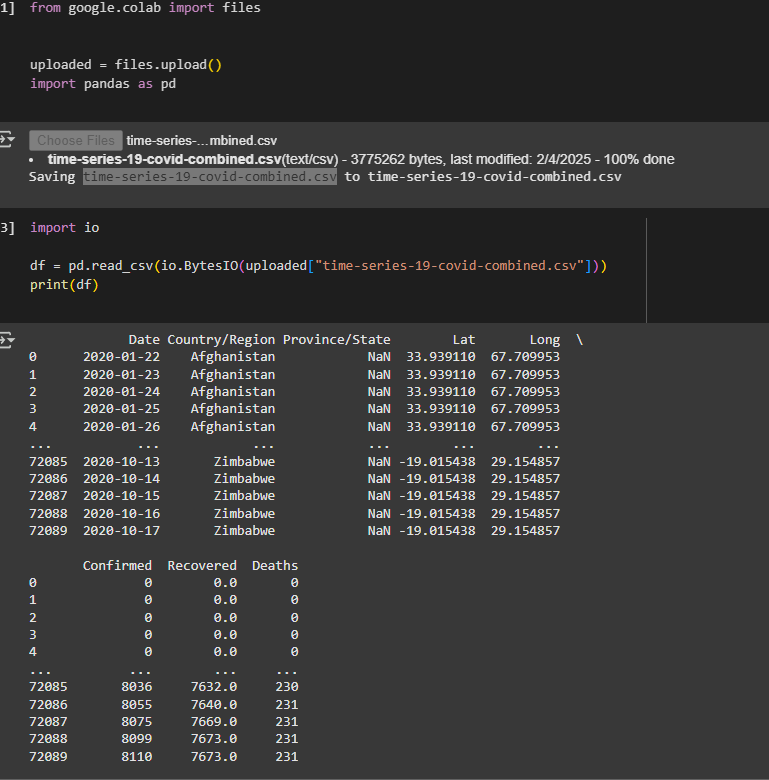 1] from google.colab import files
uploaded = files.upload()
import pandas as pd
Choose Files time-series-...mbined.csv
• time-series-19-covid-combined.csv(text/csv) - 3775262 bytes, last modified: 2/4/2025 - 100% done
Saving time-series-19-covid-combined.csv to time-series-19-covid-combined.csv
3] import io
df = pd.read_csv(io.BytesIO(uploaded["time-series-19-covid-combined.csv"]))
print(df)
Date Country/Region Province/State Lat Long \
0 2020-01-22 Afghanistan NaN 33.939110 67.709953
1 2020-01-23 Afghanistan NaN 33.939110 67.709953
2 2020-01-24 Afghanistan NaN 33.939110 67.709953
3 2020-01-25 Afghanistan NaN 33.939110 67.709953
4 2020-01-26 Afghanistan NaN 33.939110 67.709953
... ... ... ... ... ...
72085 2020-10-13 Zimbabwe NaN -19.015438 29.154857
72086 2020-10-14 Zimbabwe NaN -19.015438 29.154857
72087 2020-10-15 Zimbabwe NaN -19.015438 29.154857
72088 2020-10-16 Zimbabwe NaN -19.015438 29.154857
72089 2020-10-17 Zimbabwe NaN -19.015438 29.154857
Confirmed Recovered Deaths
0 0 0.0 0
1 0 0.0 0
2 0 0.0 0
3 0 0.0 0
4 0 0.0 0
... ... ... ...
72085 8036 7632.0 230
72086 8055 7640.0 231
72087 8075 7669.0 231
72088 8099 7673.0 231
72089 8110 7673.0 231